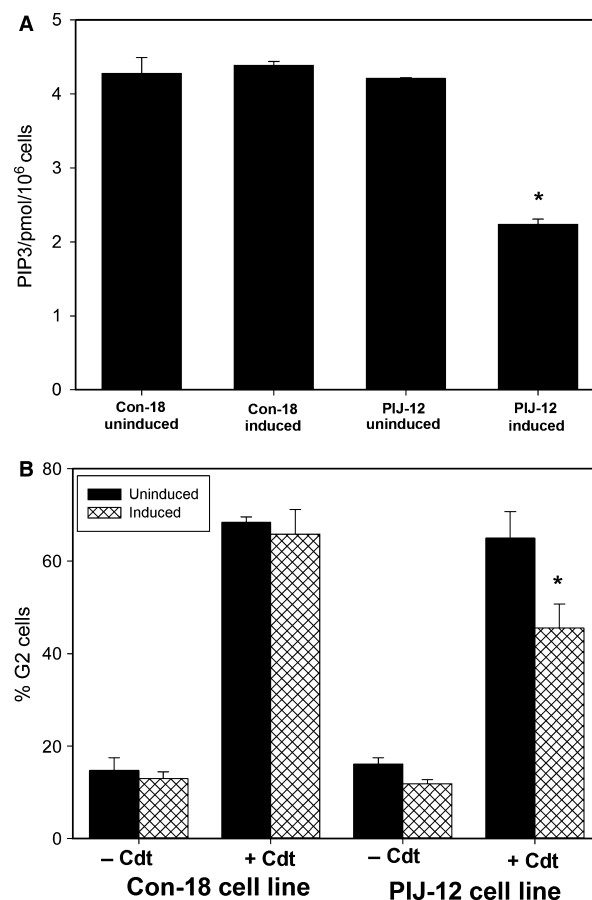 A
5
4
3
2
1
0
PIP3/pmol/10⁶ cells
*
Con-18 uninduced
Con-18 induced
PIJ-12 uninduced
PIJ-12 induced
B
80
60
40
20
0
% G2 cells
Uninduced
Induced
*
– Cdt + Cdt – Cdt + Cdt
Con-18 cell line PIJ-12 cell line